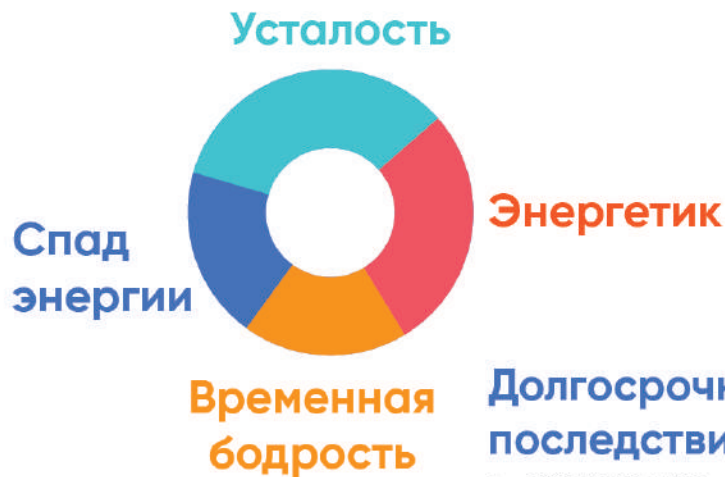 Усталость
Энергетик
Спад
энергии
Временная
бодрость